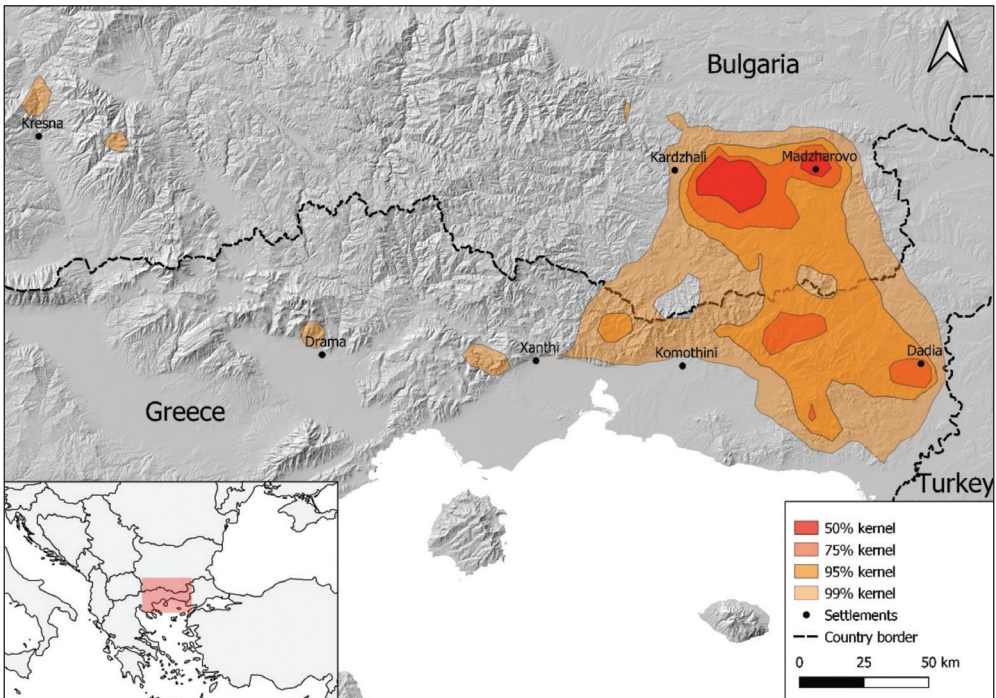 Bulgaria
Kresna
Kardzhali
Madzharovo
Drama
Xanthi
Komothini
Dadia
Greece
Turkey
50% kernel
75% kernel
95% kernel
99% kernel
Settlements
Country border
0 25 50 km